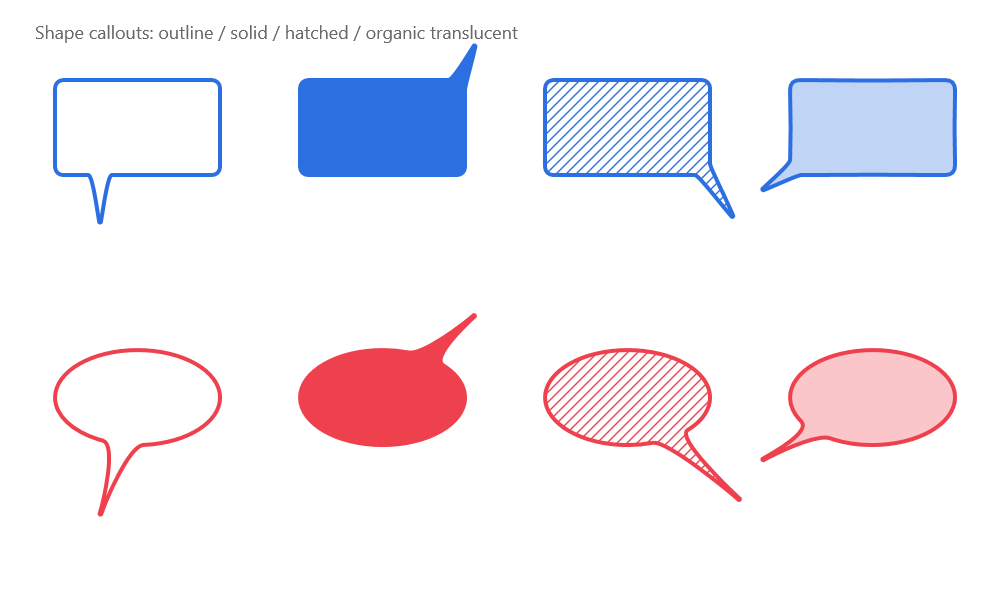 Shape callouts: outline / solid / hatched / organic translucent